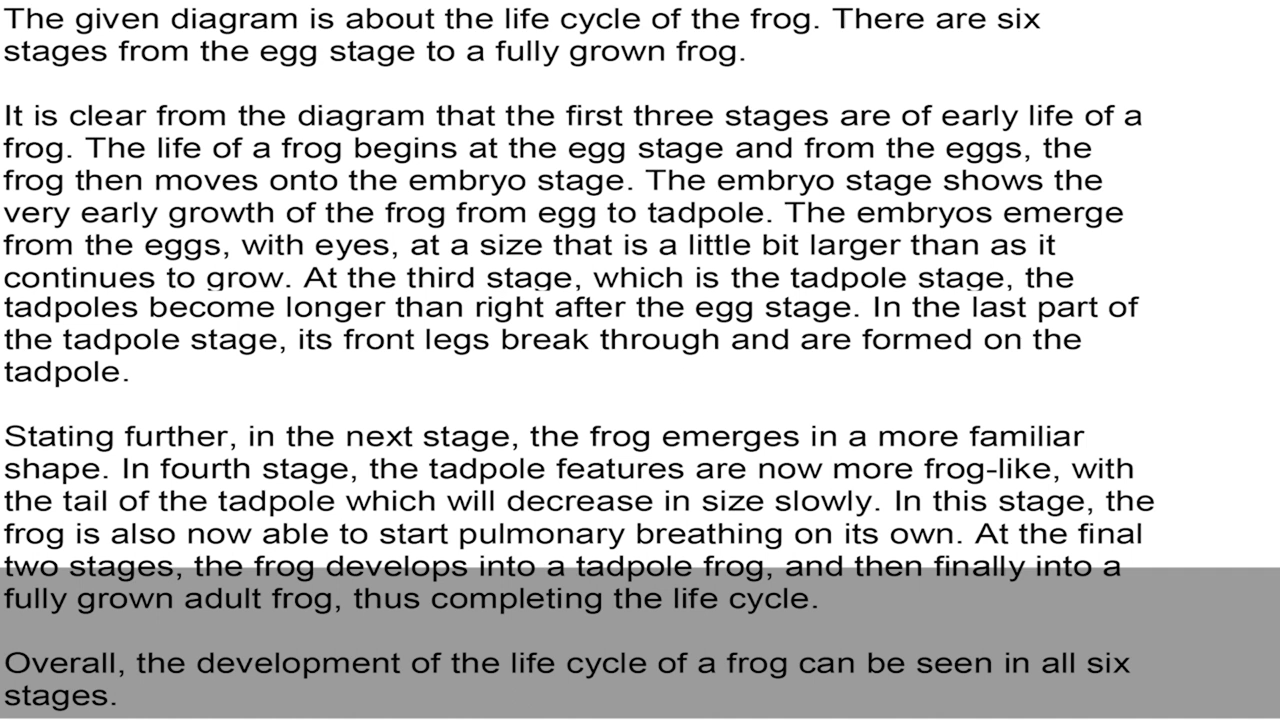 The given diagram is about the life cycle of the frog. There are six
stages from the egg stage to a fully grown frog.
It is clear from the diagram that the first three stages are of early life of a
frog. The life of a frog begins at the egg stage and from the eggs, the
frog then moves onto the embryo stage. The embryo stage shows the
very early growth of the frog from egg to tadpole. The embryos emerge
from the eggs, with eyes, at a size that is a little bit larger than as it
continues to grow. At the third stage, which is the tadpole stage, the
tadpoles become longer than right after the egg stage. In the last part of
the tadpole stage, its front legs break through and are formed on the
tadpole.
Stating further, in the next stage, the frog emerges in a more familiar
shape. In fourth stage, the tadpole features are now more frog-like, with
the tail of the tadpole which will decrease in size slowly. In this stage, the
frog is also now able to start pulmonary breathing on its own. At the final
two stages, the frog develops into a tadpole frog, and then finally into a
fully grown adult frog, thus completing the life cycle.
Overall, the development of the life cycle of a frog can be seen in all six
stages.